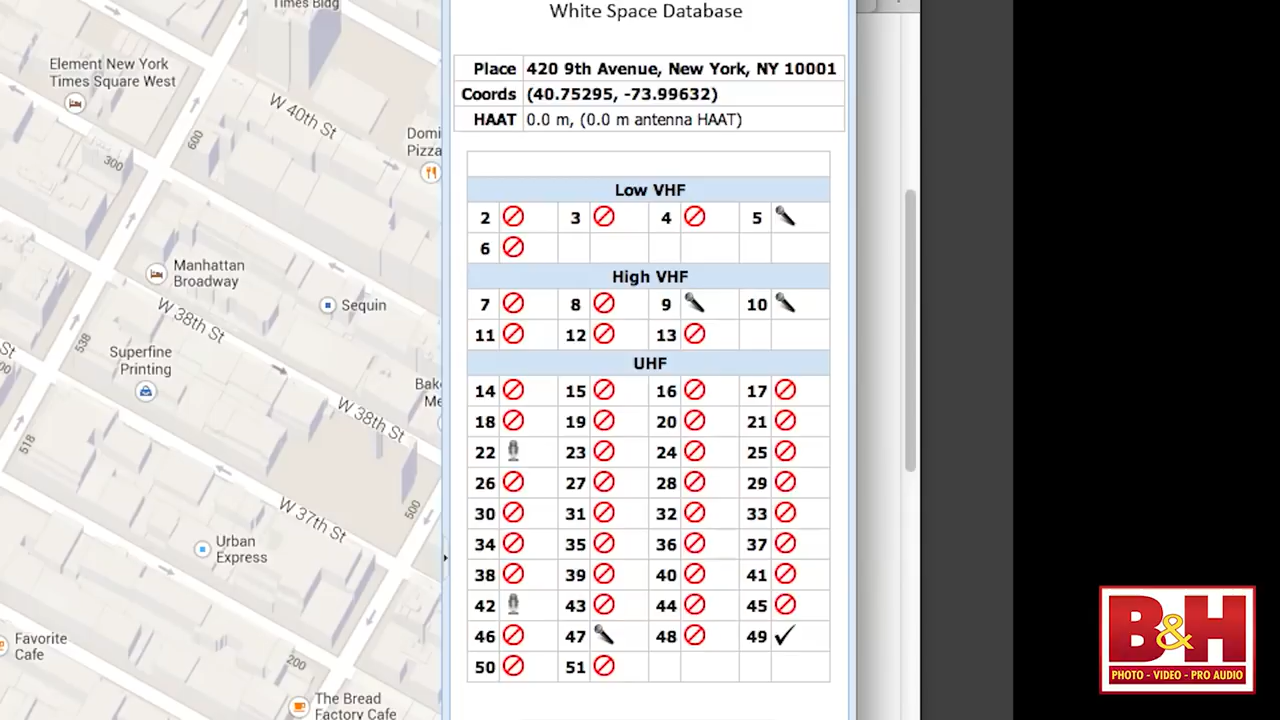 Times Bldg
Element New York
Times Square West
W 40th St
600
300
Domi
Pizza
Manhattan
Broadway
Sequin
W 38th St
538
Superfine
Printing
Bak
Me
W 38th St
518
500
W 37th St
Urban
Express
Favorite
Cafe
200
The Bread
Factory Cafe
White Space Database
Place 420 9th Avenue, New York, NY 10001
Coords (40.75295, -73.99632)
HAAT 0.0 m, (0.0 m antenna HAAT)
Low VHF
2 3 4 5
6
High VHF
7 8 9 10
11 12 13
UHF
14 15 16 17
18 19 20 21
22 23 24 25
26 27 28 29
30 31 32 33
34 35 36 37
38 39 40 41
42 43 44 45
46 47 48 49
50 51
B&H
PHOTO - VIDEO - PRO AUDIO